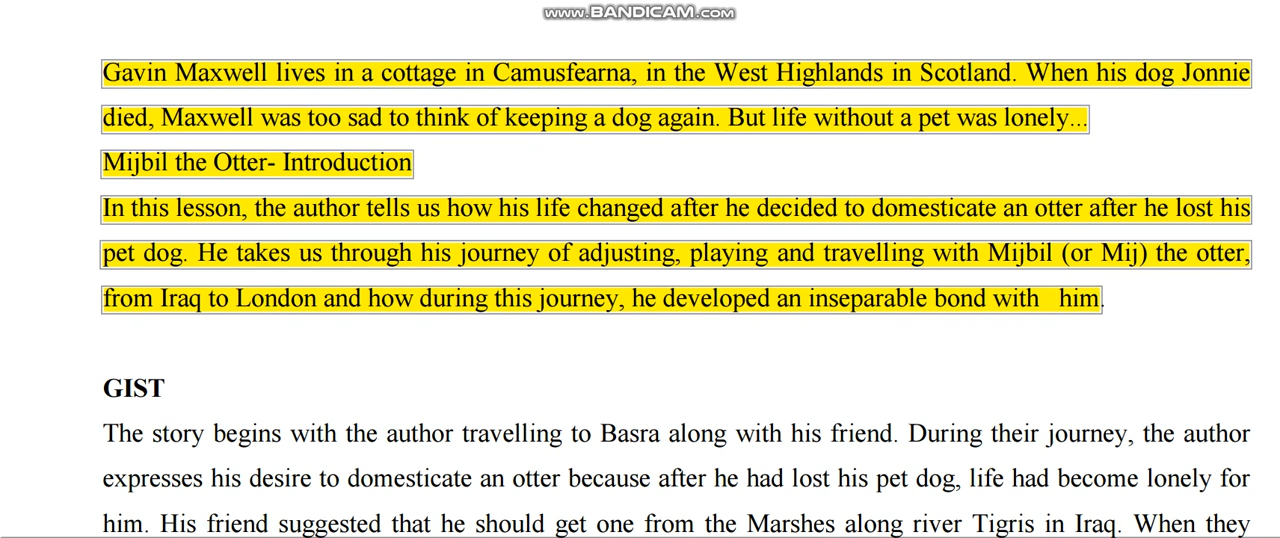 www.BANDICAM.com
Gavin Maxwell lives in a cottage in Camusfearna, in the West Highlands in Scotland. When his dog Jonnie
died, Maxwell was too sad to think of keeping a dog again. But life without a pet was lonely...
Mijbil the Otter- Introduction
In this lesson, the author tells us how his life changed after he decided to domesticate an otter after he lost his
pet dog. He takes us through his journey of adjusting, playing and travelling with Mijbil (or Mij) the otter,
from Iraq to London and how during this journey, he developed an inseparable bond with   him.
GIST
The story begins with the author travelling to Basra along with his friend. During their journey, the author
expresses his desire to domesticate an otter because after he had lost his pet dog, life had become lonely for
him. His friend suggested that he should get one from the Marshes along river Tigris in Iraq. When they